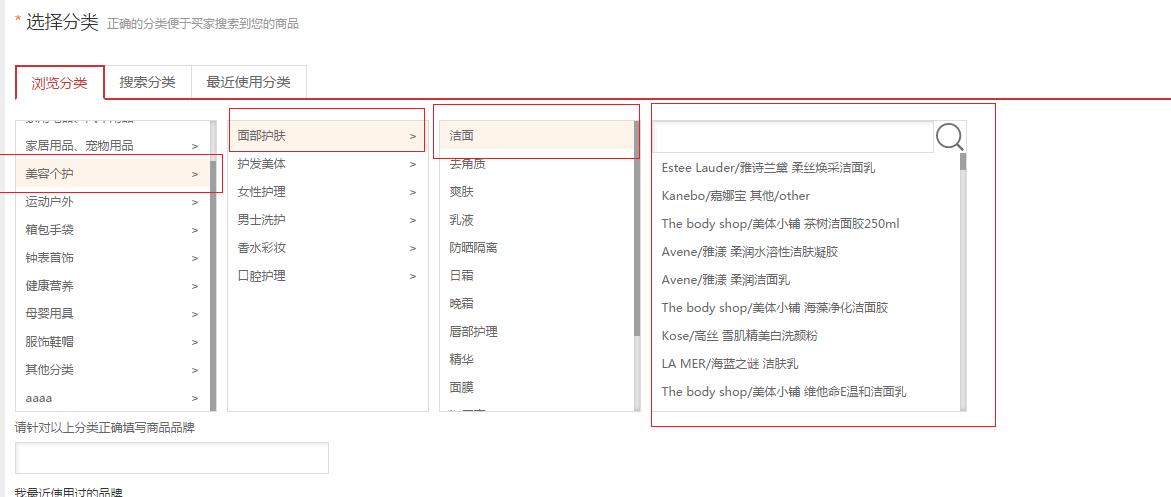 * 选择分类 正确的分类便于买家搜索到您的商品
浏览分类 搜索分类 最近使用分类
家居用品、宠物用品 >
美容个护 >
运动户外 >
箱包手袋 >
钟表首饰 >
健康营养 >
母婴用具 >
服饰鞋帽 >
其他分类 >
aaaa >
面部护肤 >
护发美体 >
女性护理 >
男士洗护 >
香水彩妆 >
口腔护理 >
洁面
去角质
爽肤
乳液
防晒隔离
日霜
晚霜
唇部护理
精华
面膜
Estee Lauder/雅诗兰黛 柔丝焕采洁面乳
Kanebo/嘉娜宝 其他/other
The body shop/美体小铺 茶树洁面胶250ml
Avene/雅漾 柔润水溶性洁肤凝胶
Avene/雅漾 柔润洁面乳
The body shop/美体小铺 海藻净化洁面胶
Kose/高丝 雪肌精美白洗颜粉
LA MER/海蓝之谜 洁肤乳
The body shop/美体小铺 维他命E温和洁面乳
请针对以上分类正确填写商品品牌
我最近使用过的品牌